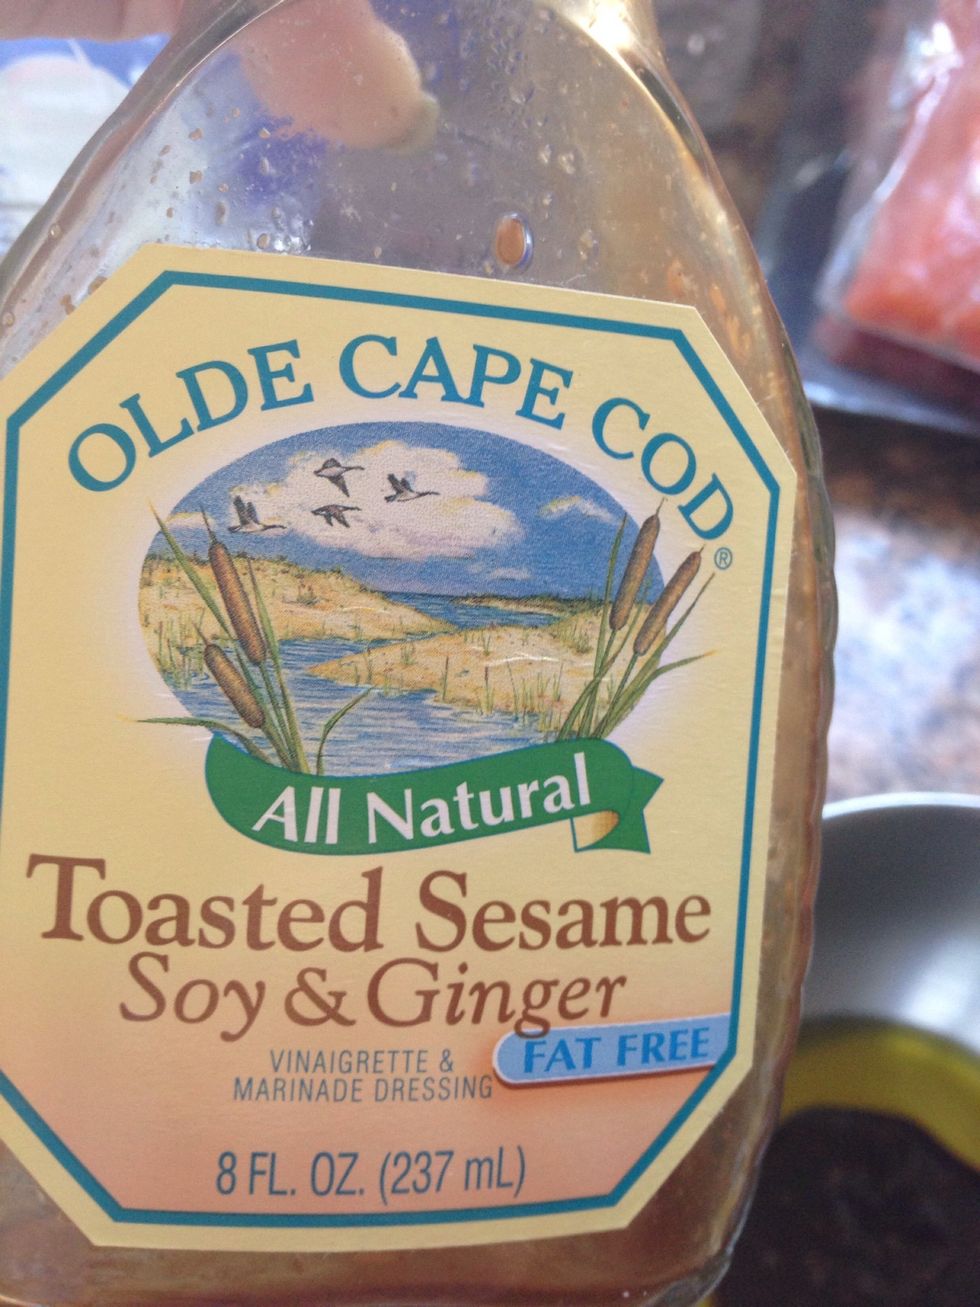 OLDE CAPE COD®
All Natural
Toasted Sesame
Soy & Ginger
FAT FREE
VINAIGRETTE &
MARINADE DRESSING
8 FL. OZ. (237 mL)